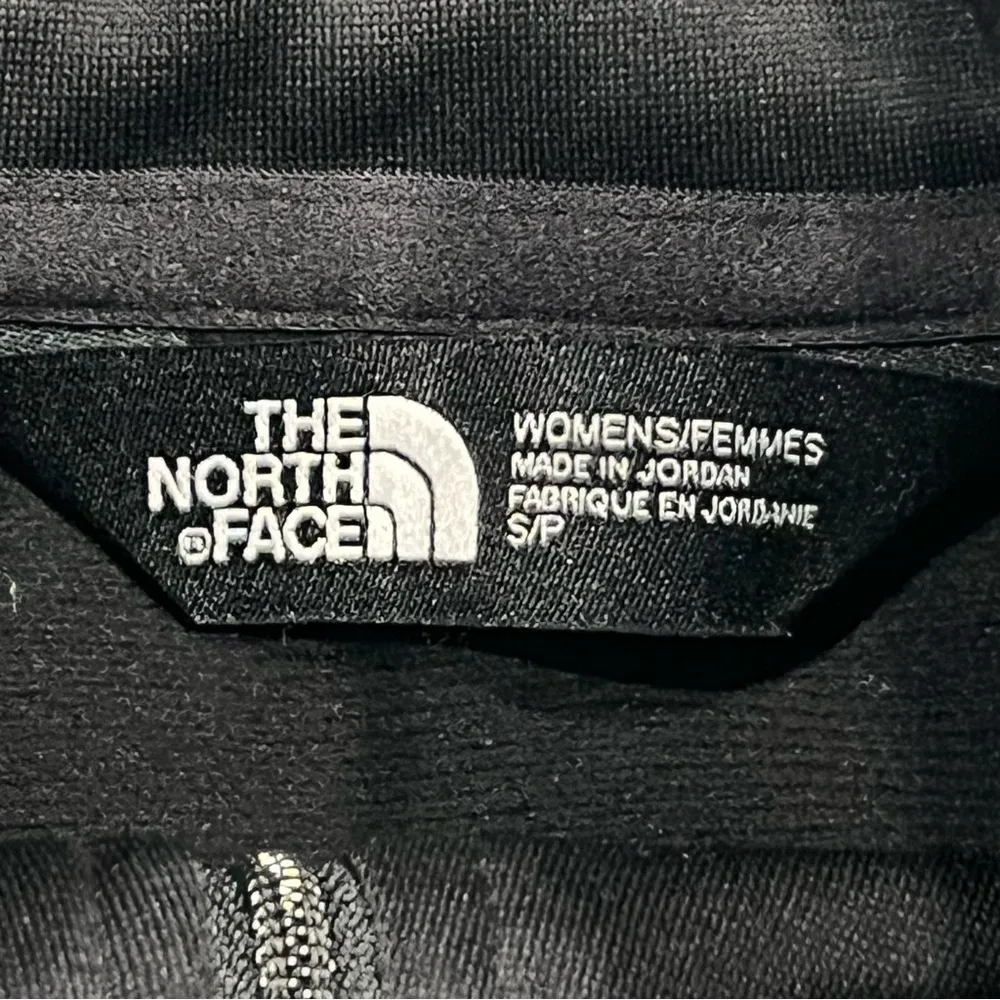 THE
NORTH
®FACE
WOMENS/FEMMES
MADE IN JORDAN
FABRIQUE EN JORDANIE
S/P